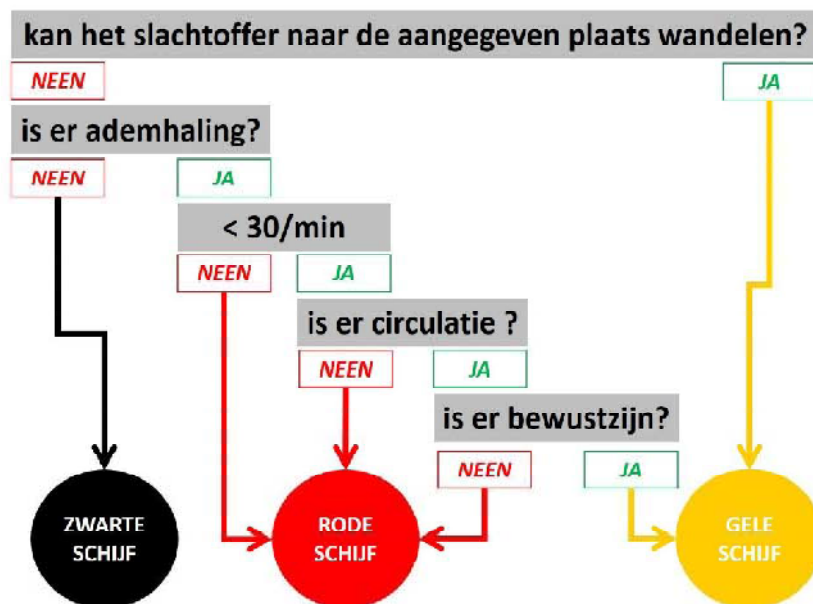 kan het slachtoffer naar de aangegeven plaats wandelen?
NEEN
JA
is er ademhaling?
NEEN
JA
< 30/min
NEEN
JA
is er circulatie ?
NEEN
JA
is er bewustzijn?
NEEN
JA
ZWARTE
SCHIJF
RODE
SCHIJF
GELE
SCHIJF